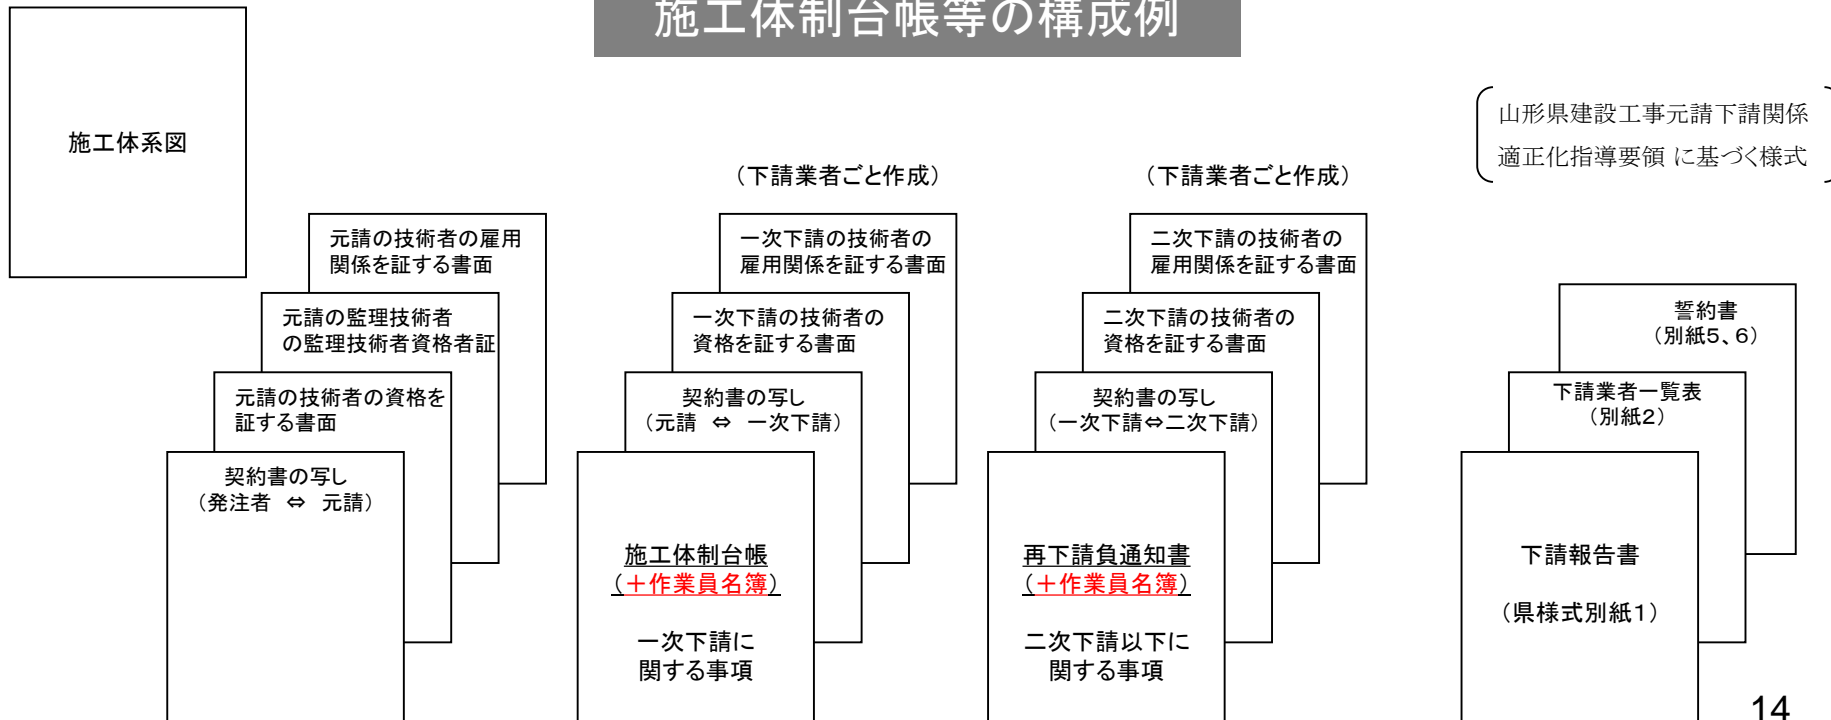 施工体制台帳等の構成例
施工体系図
山形県建設工事元請下請関係
適正化指導要領 に基づく様式
元請の技術者の雇用
関係を証する書面
元請の監理技術者
の監理技術者資格者証
元請の技術者の資格を
証する書面
契約書の写し
（発注者 ⇔ 元請）
（下請業者ごと作成）
一次下請の技術者の
雇用関係を証する書面
一次下請の技術者の
資格を証する書面
契約書の写し
（元請 ⇔ 一次下請）
施工体制台帳
（＋作業員名簿）
一次下請に
関する事項
（下請業者ごと作成）
二次下請の技術者の
雇用関係を証する書面
二次下請の技術者の
資格を証する書面
契約書の写し
（一次下請⇔二次下請）
再下請負通知書
（＋作業員名簿）
二次下請以下に
関する事項
誓約書
（別紙５、６）
下請業者一覧表
（別紙２）
下請報告書
（県様式別紙１）
14